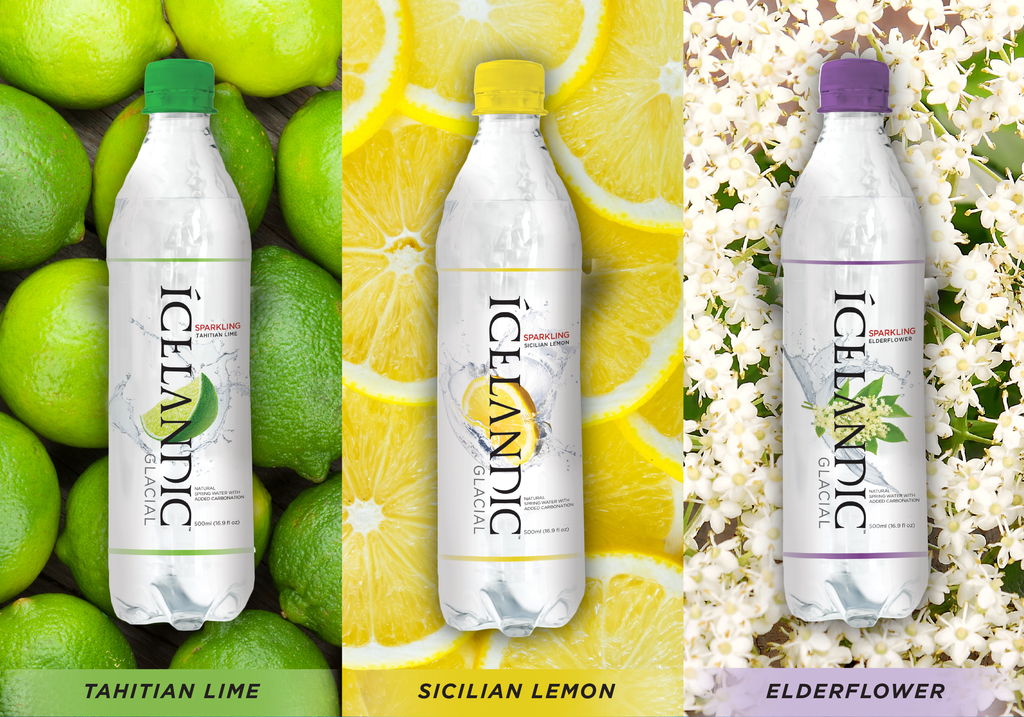 ÍCELANDIC
GLACIAL
SPARKLING
TAHITIAN LIME
NATURAL
SPRING WATER WITH
ADDED CARBONATION
500ml (16.9 fl oz)
TAHITIAN LIME
ÍCELANDIC
GLACIAL
SPARKLING
SICILIAN LEMON
NATURAL
SPRING WATER WITH
ADDED CARBONATION
500ml (16.9 fl oz)
SICILIAN LEMON
ÍCELANDIC
GLACIAL
SPARKLING
ELDERFLOWER
NATURAL
SPRING WATER WITH
ADDED CARBONATION
500ml (16.9 fl oz)
ELDERFLOWER